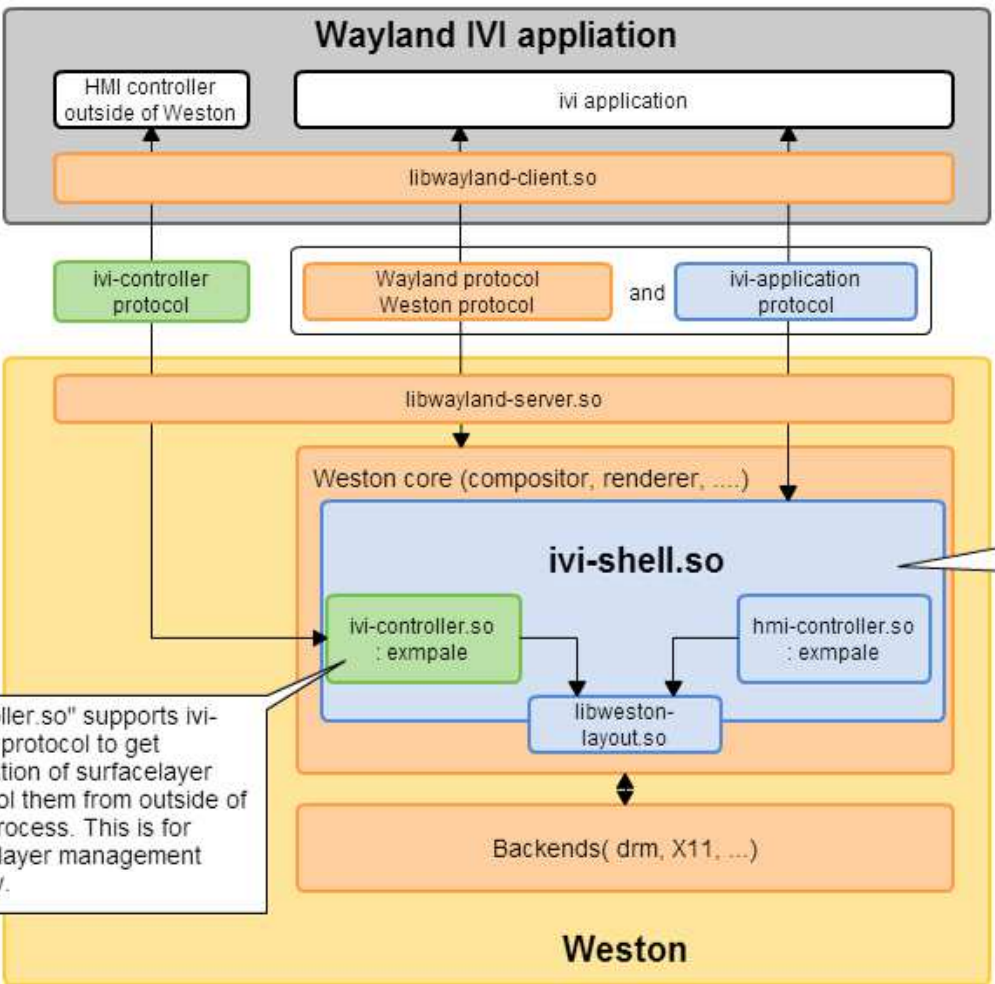 Wayland IVI appliation
HMI controller
outside of Weston
ivi application
libwayland-client.so
ivi-controller
protocol
Wayland protocol
Weston protocol
and
ivi-application
protocol
libwayland-server.so
Weston core (compositor, renderer, ....)
ivi-shell.so
ivi-controller.so
: exmpale
hmi-controller.so
: exmpale
libweston-
layout.so
ller.so" supports ivi-
protocol to get
tion of surfacelayer
ol them from outside of
rocess. This is for
layer management
Backends( drm, X11, ...)
Weston